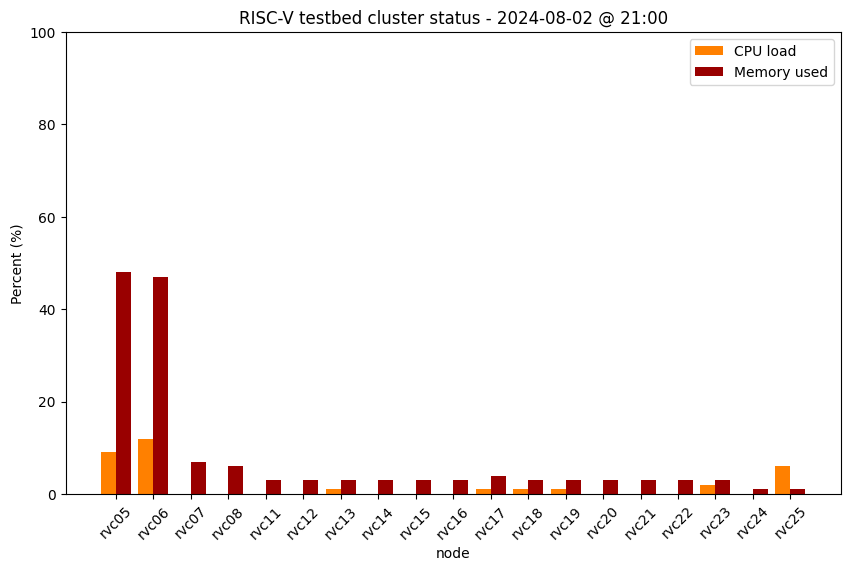 RISC-V testbed cluster status - 2024-08-02 @ 21:00
100
80
60
40
20
0
Percent (%)
CPU load
Memory used
rvc05
rvc06
rvc07
rvc08
rvc11
rvc12
rvc13
rvc14
rvc15
rvc16
rvc17
rvc18
rvc19
rvc20
rvc21
rvc22
rvc23
rvc24
rvc25
node